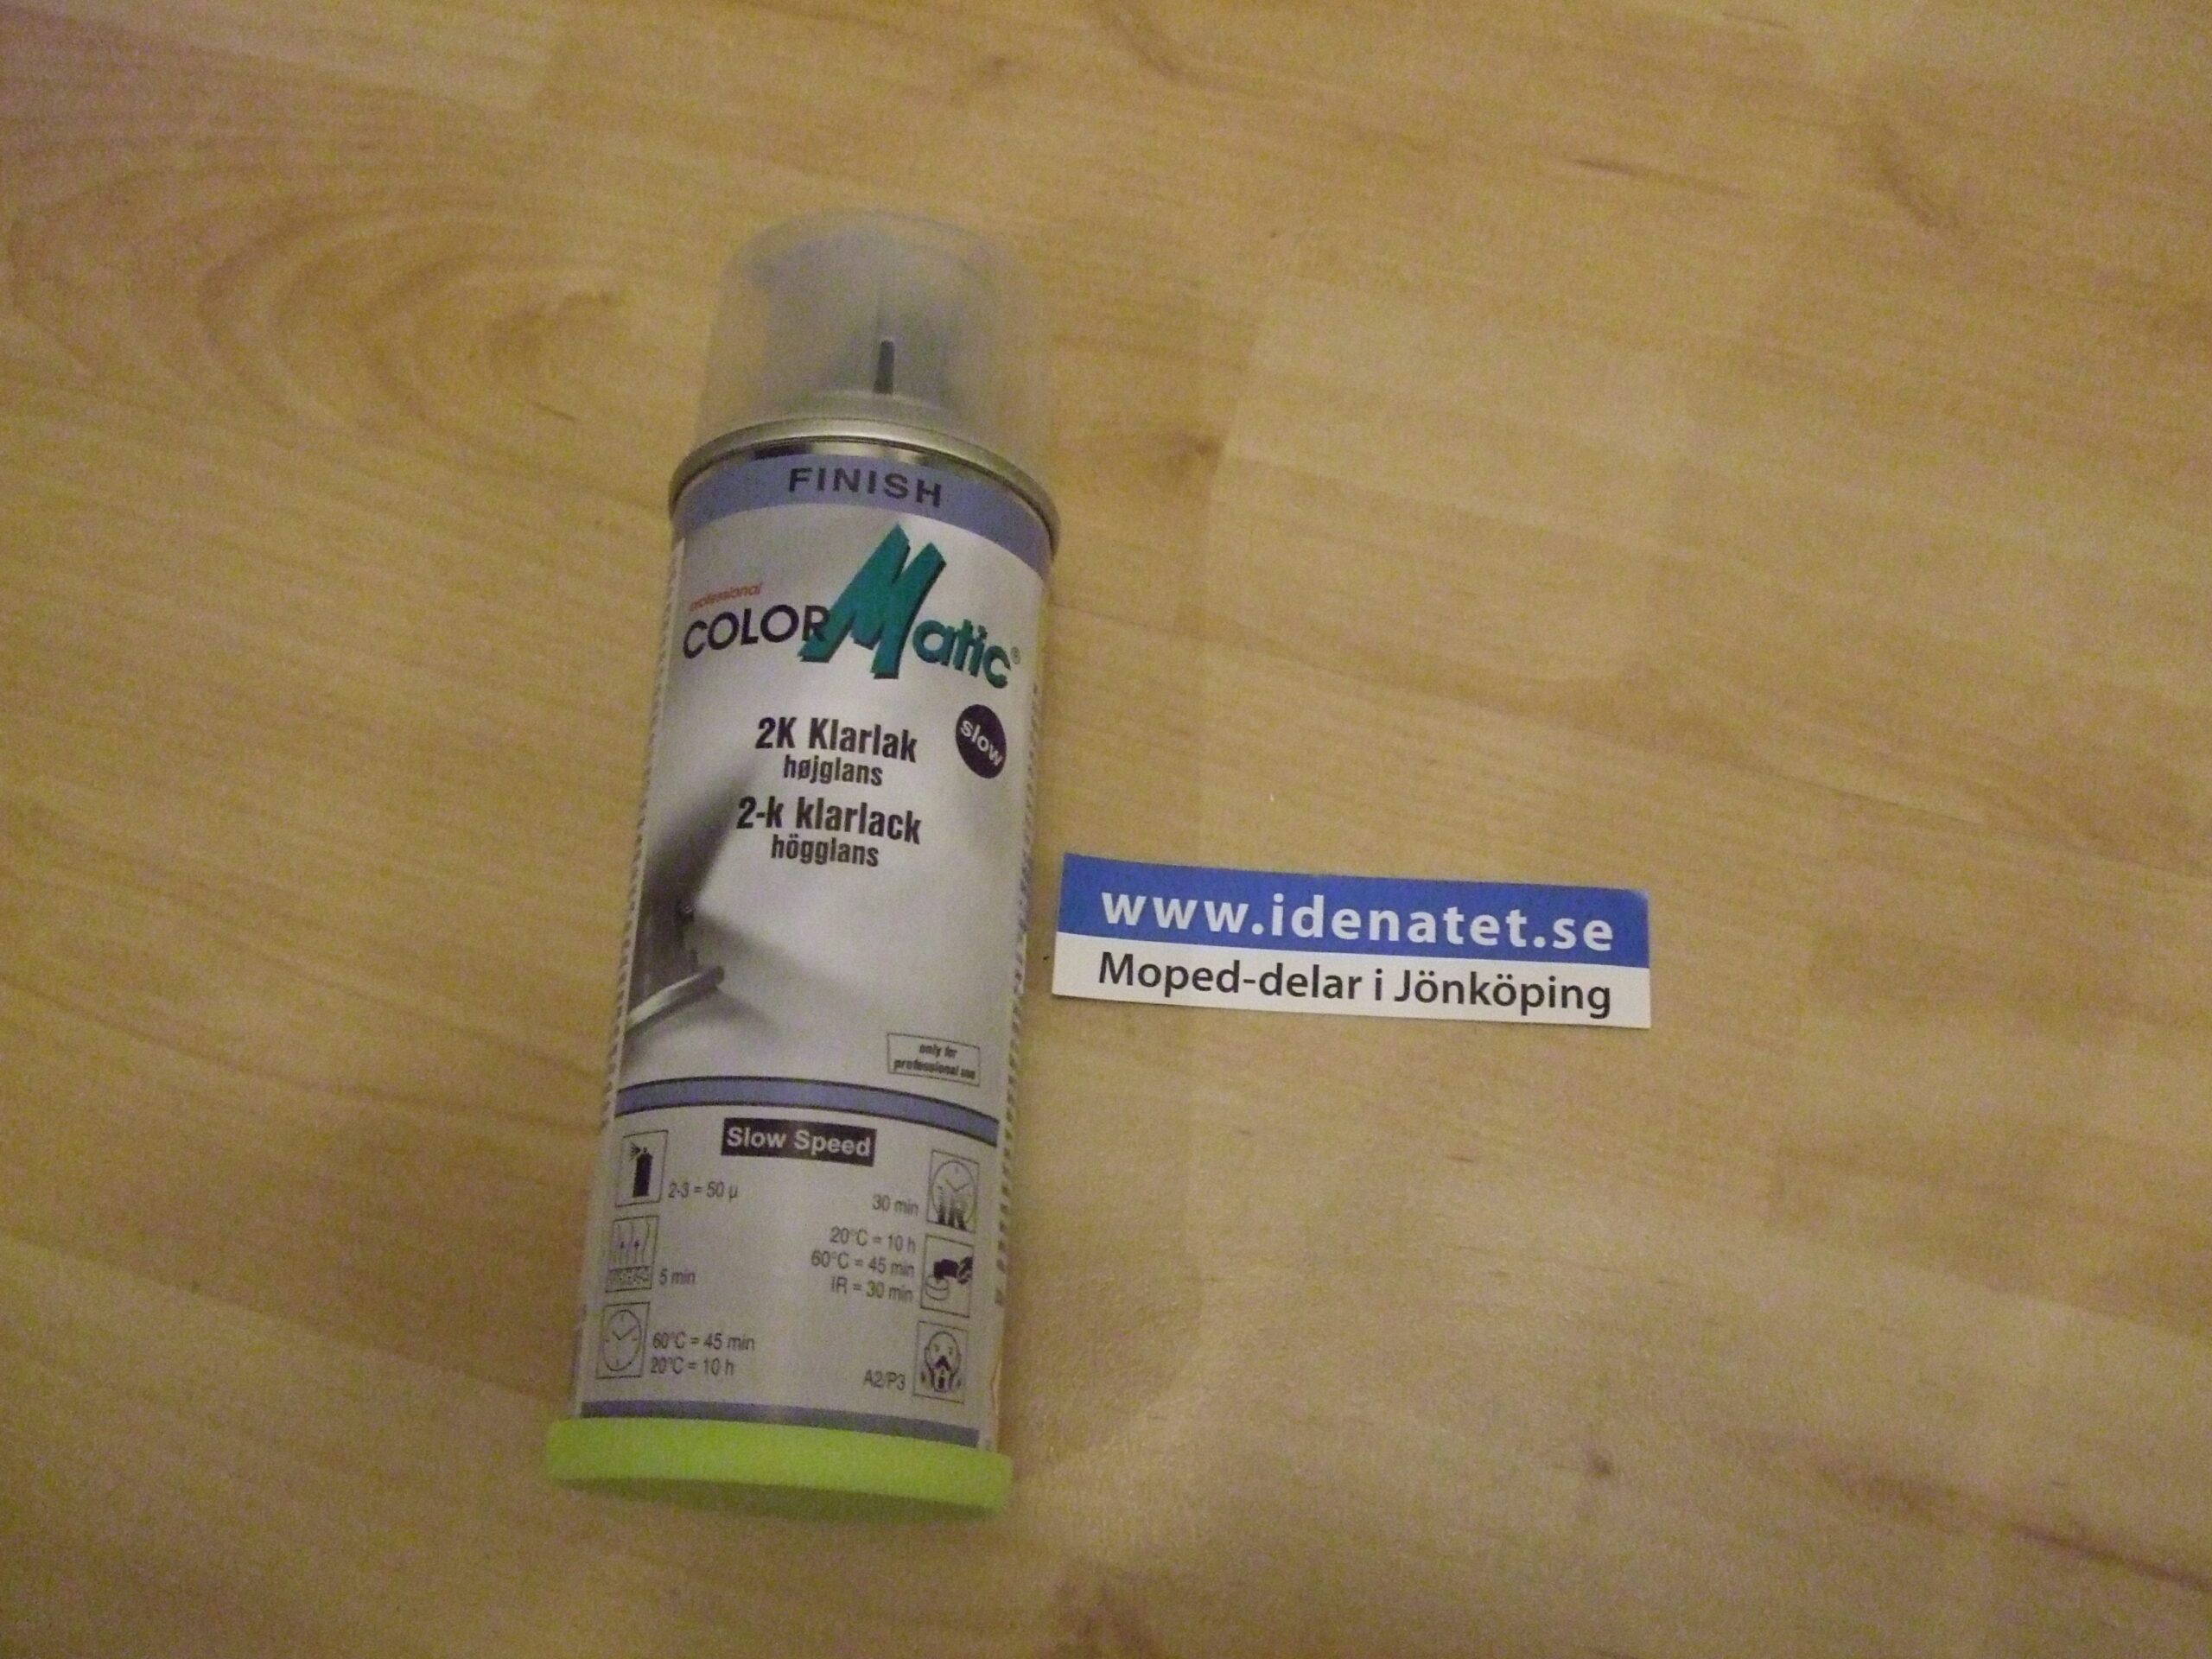 FINISH
professional
COLORMatic®
2K Klarlak
højglans
slow
2-k klarlack
högglans
only for
professional use
Slow Speed
2-3 = 50 µ
5 min
60°C = 45 min
20°C = 10 h
30 min
IR
20°C = 10 h
60°C = 45 min
IR = 30 min
A2/P3
www.idenatet.se
Moped-delar i Jönköping